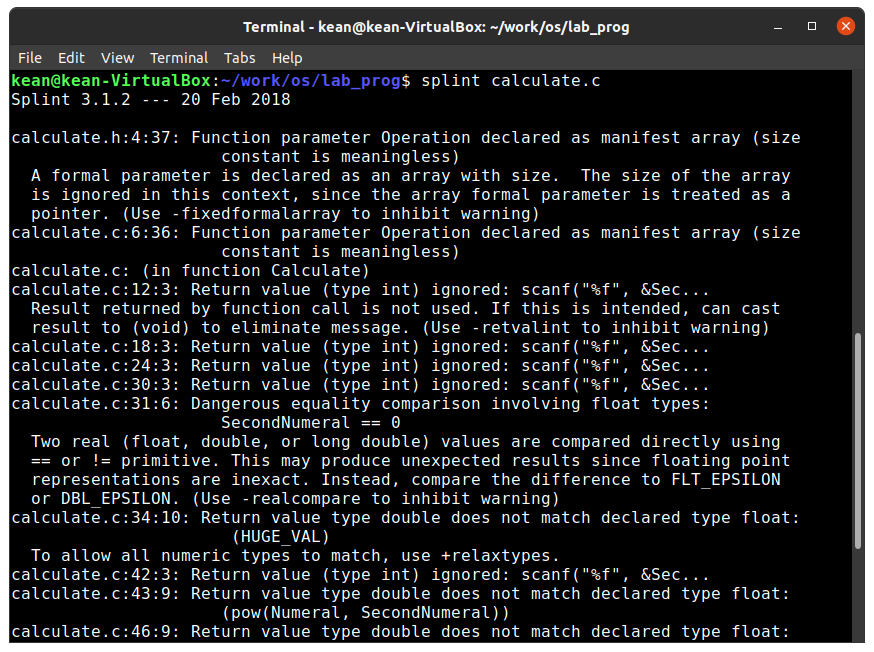 Terminal - kean@kean-VirtualBox: ~/work/os/lab_prog
File Edit View Terminal Tabs Help
kean@kean-VirtualBox:~/work/os/lab_prog$ splint calculate.c
Splint 3.1.2 --- 20 Feb 2018
calculate.h:4:37: Function parameter Operation declared as manifest array (size
constant is meaningless)
A formal parameter is declared as an array with size.  The size of the array
is ignored in this context, since the array formal parameter is treated as a
pointer. (Use -fixedformalarray to inhibit warning)
calculate.c:6:36: Function parameter Operation declared as manifest array (size
constant is meaningless)
calculate.c: (in function Calculate)
calculate.c:12:3: Return value (type int) ignored: scanf("%f", &Sec...
Result returned by function call is not used. If this is intended, can cast
result to (void) to eliminate message. (Use -retvalint to inhibit warning)
calculate.c:18:3: Return value (type int) ignored: scanf("%f", &Sec...
calculate.c:24:3: Return value (type int) ignored: scanf("%f", &Sec...
calculate.c:30:3: Return value (type int) ignored: scanf("%f", &Sec...
calculate.c:31:6: Dangerous equality comparison involving float types:
SecondNumeral == 0
Two real (float, double, or long double) values are compared directly using
== or != primitive. This may produce unexpected results since floating point
representations are inexact. Instead, compare the difference to FLT_EPSILON
or DBL_EPSILON. (Use -realcompare to inhibit warning)
calculate.c:34:10: Return value type double does not match declared type float:
(HUGE_VAL)
To allow all numeric types to match, use +relaxtypes.
calculate.c:42:3: Return value (type int) ignored: scanf("%f", &Sec...
calculate.c:43:9: Return value type double does not match declared type float:
(pow(Numeral, SecondNumeral))
calculate.c:46:9: Return value type double does not match declared type float: